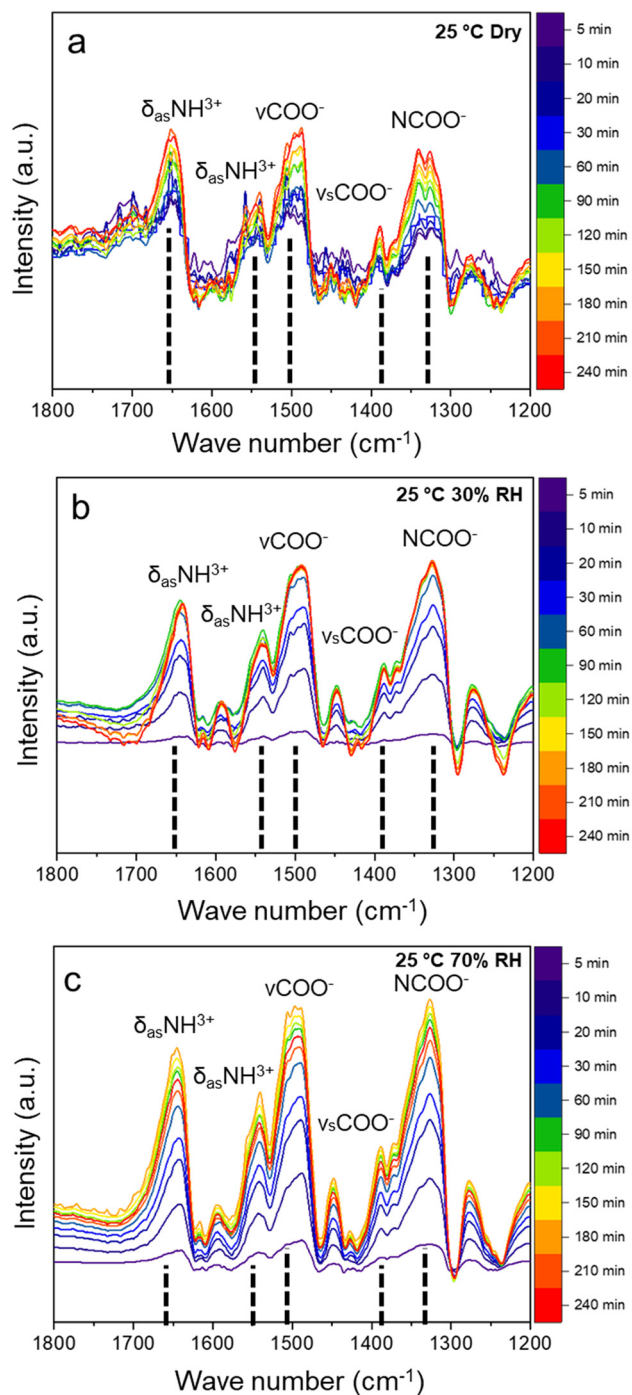 a
25 ºC Dry
δasNH³⁺
νCOO⁻
NCOO⁻
δasNH³⁺
νsCOO⁻
Intensity (a.u.)
1800 1700 1600 1500 1400 1300 1200
Wave number (cm⁻¹)
5 min
10 min
20 min
30 min
60 min
90 min
120 min
150 min
180 min
210 min
240 min
b
25 ºC 30% RH
νCOO⁻
NCOO⁻
δasNH³⁺
δasNH³⁺
νsCOO⁻
Intensity (a.u.)
1800 1700 1600 1500 1400 1300 1200
Wave number (cm⁻¹)
5 min
10 min
20 min
30 min
60 min
90 min
120 min
150 min
180 min
210 min
240 min
c
25 ºC 70% RH
νCOO⁻
NCOO⁻
δasNH³⁺
δasNH³⁺
νsCOO⁻
Intensity (a.u.)
1800 1700 1600 1500 1400 1300 1200
Wave number (cm⁻¹)
5 min
10 min
20 min
30 min
60 min
90 min
120 min
150 min
180 min
210 min
240 min